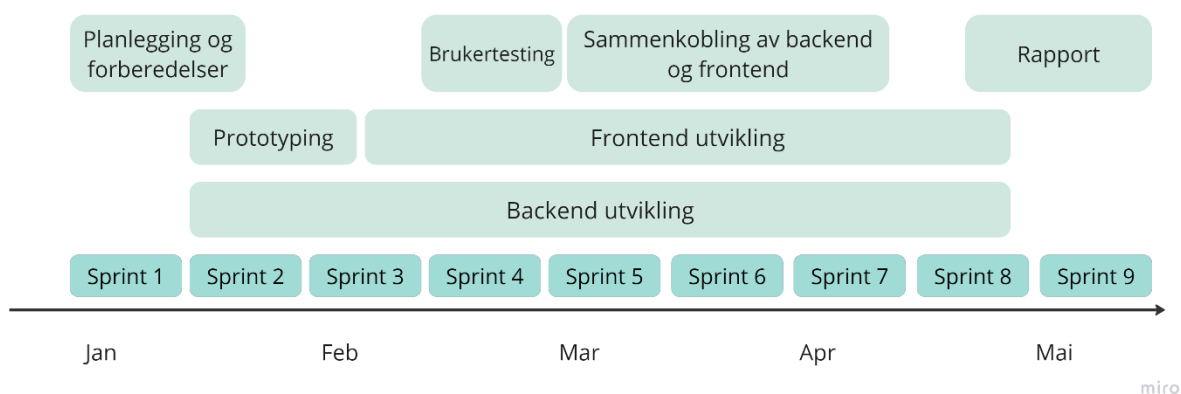 Planlegging og
forberedelser
Brukertesting
Sammenkobling av backend
og frontend
Rapport
Prototyping
Frontend utvikling
Backend utvikling
Sprint 1
Sprint 2
Sprint 3
Sprint 4
Sprint 5
Sprint 6
Sprint 7
Sprint 8
Sprint 9
Jan
Feb
Mar
Apr
Mai
miro